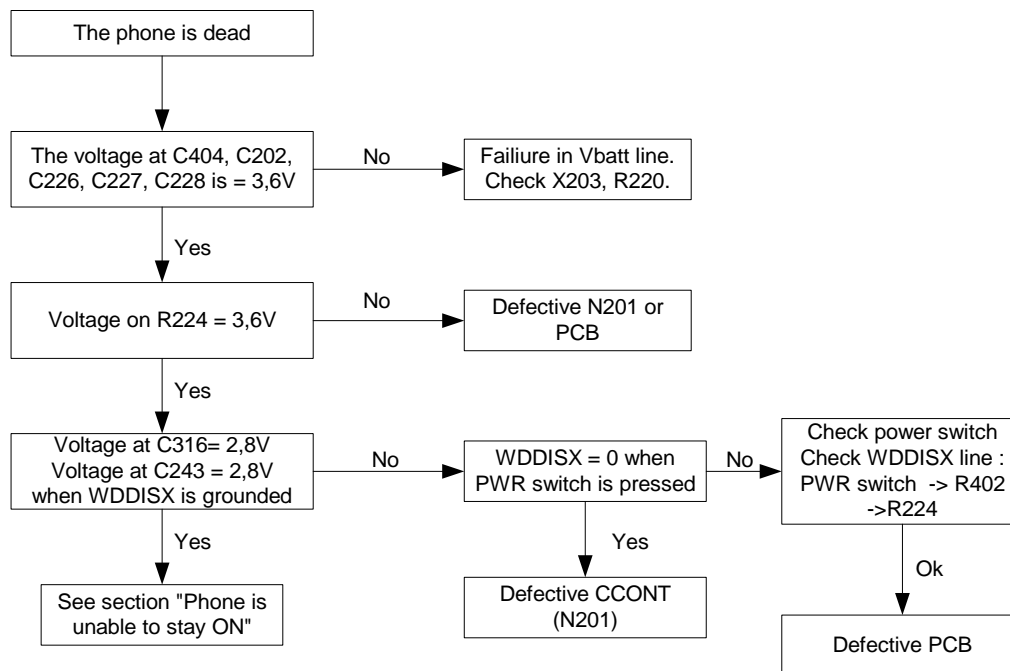 The phone is dead
The voltage at C404, C202,
C226, C227, C228 is = 3,6V
No
Failiure in Vbatt line.
Check X203, R220.
Yes
Voltage on R224 = 3,6V
No
Defective N201 or
PCB
Yes
Voltage at C316= 2,8V
Voltage at C243 = 2,8V
when WDDISX is grounded
No
WDDISX = 0 when
PWR switch is pressed
No
Check power switch
Check WDDISX line :
PWR switch -> R402
->R224
Yes
See section "Phone is
unable to stay ON"
Yes
Defective CCONT
(N201)
Ok
Defective PCB